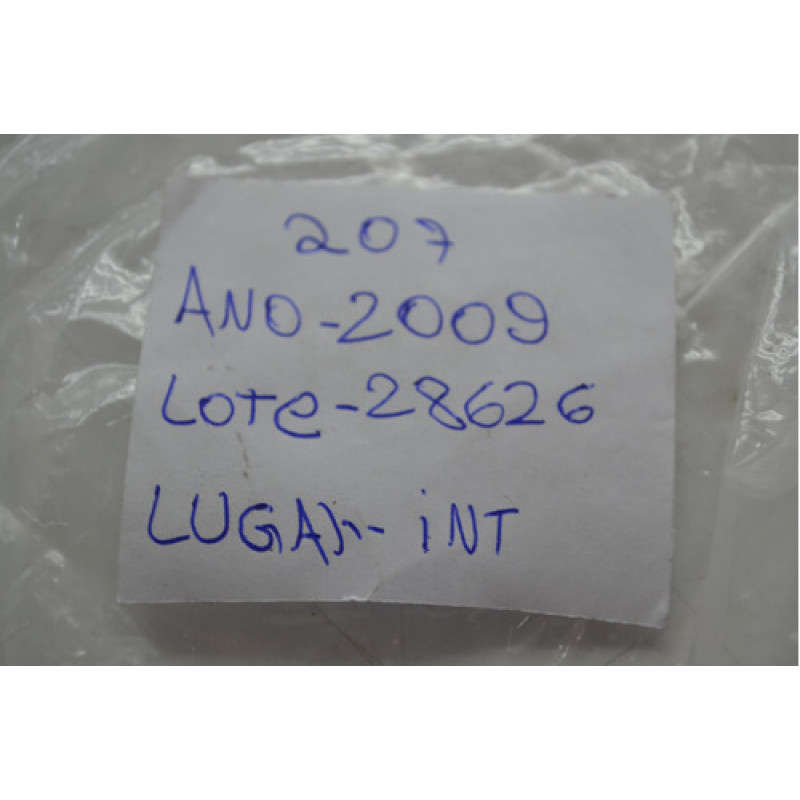 207
ANO-2009
Lote-28626
LUGAR- iNT